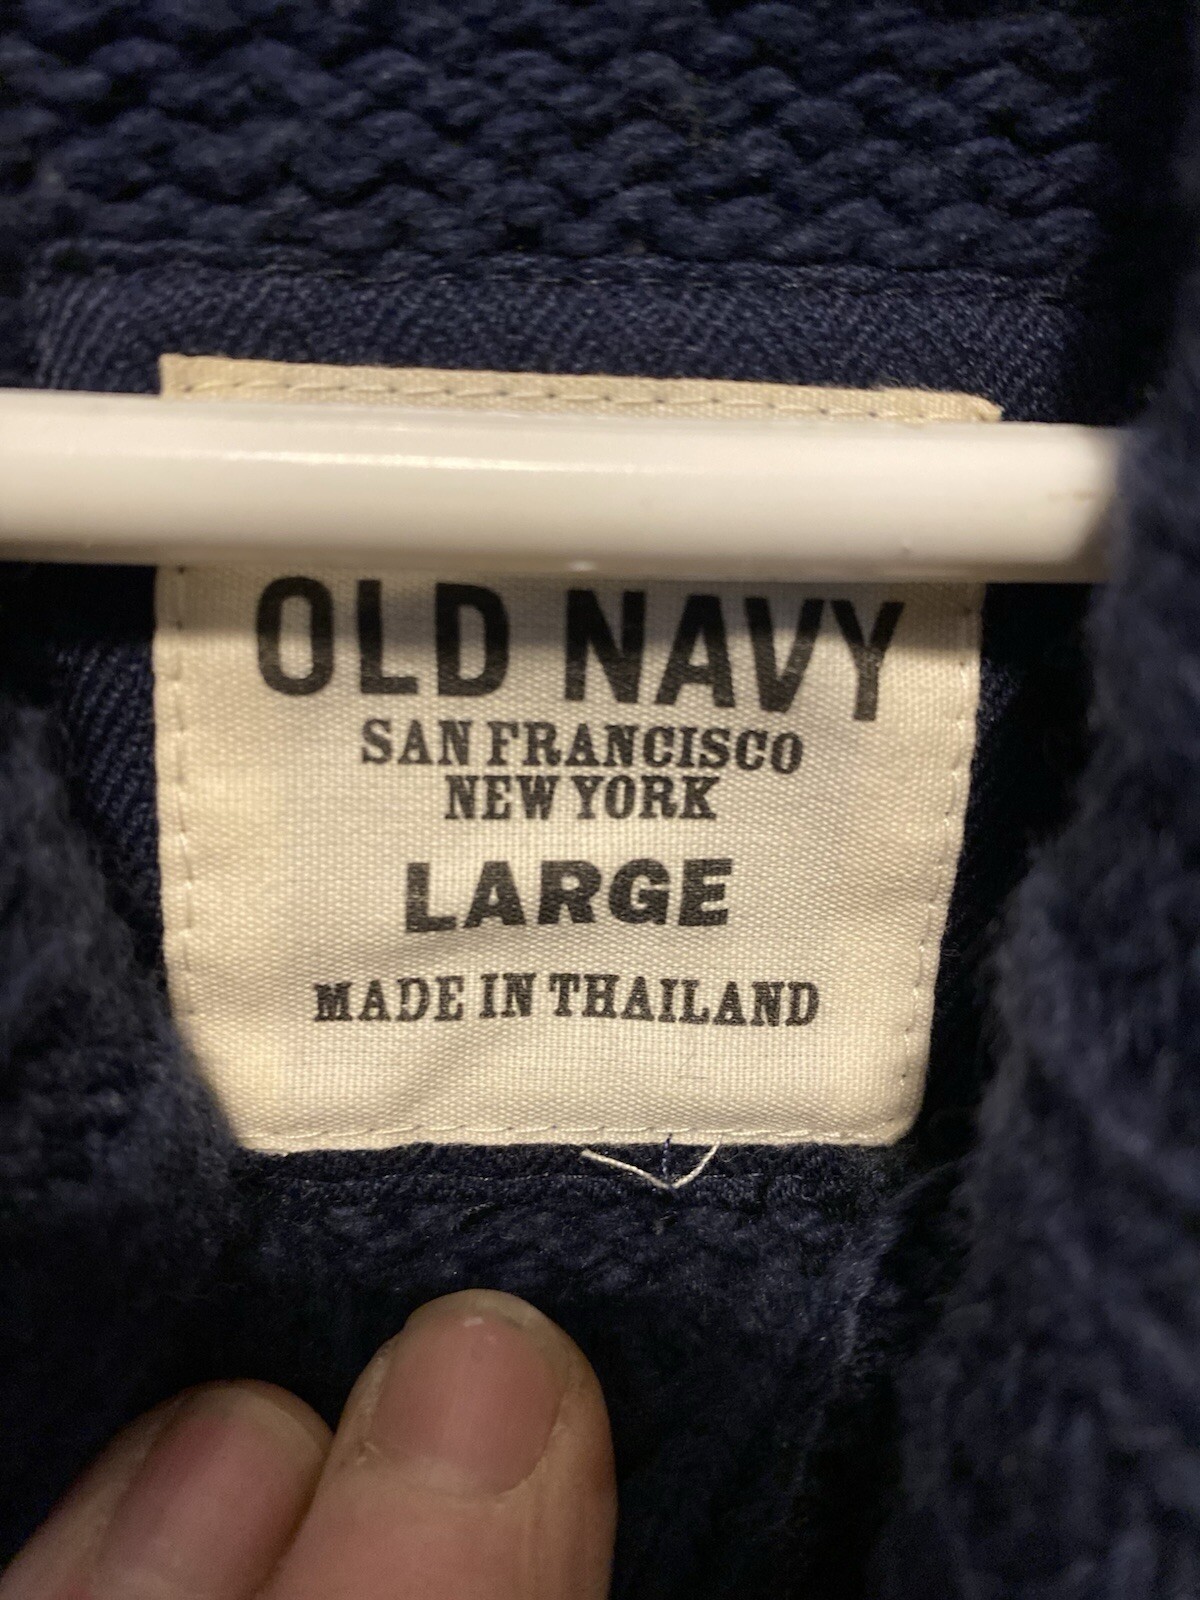 OLD NAVY
SAN FRANCISCO
NEW YORK
LARGE
MADE IN THAILAND